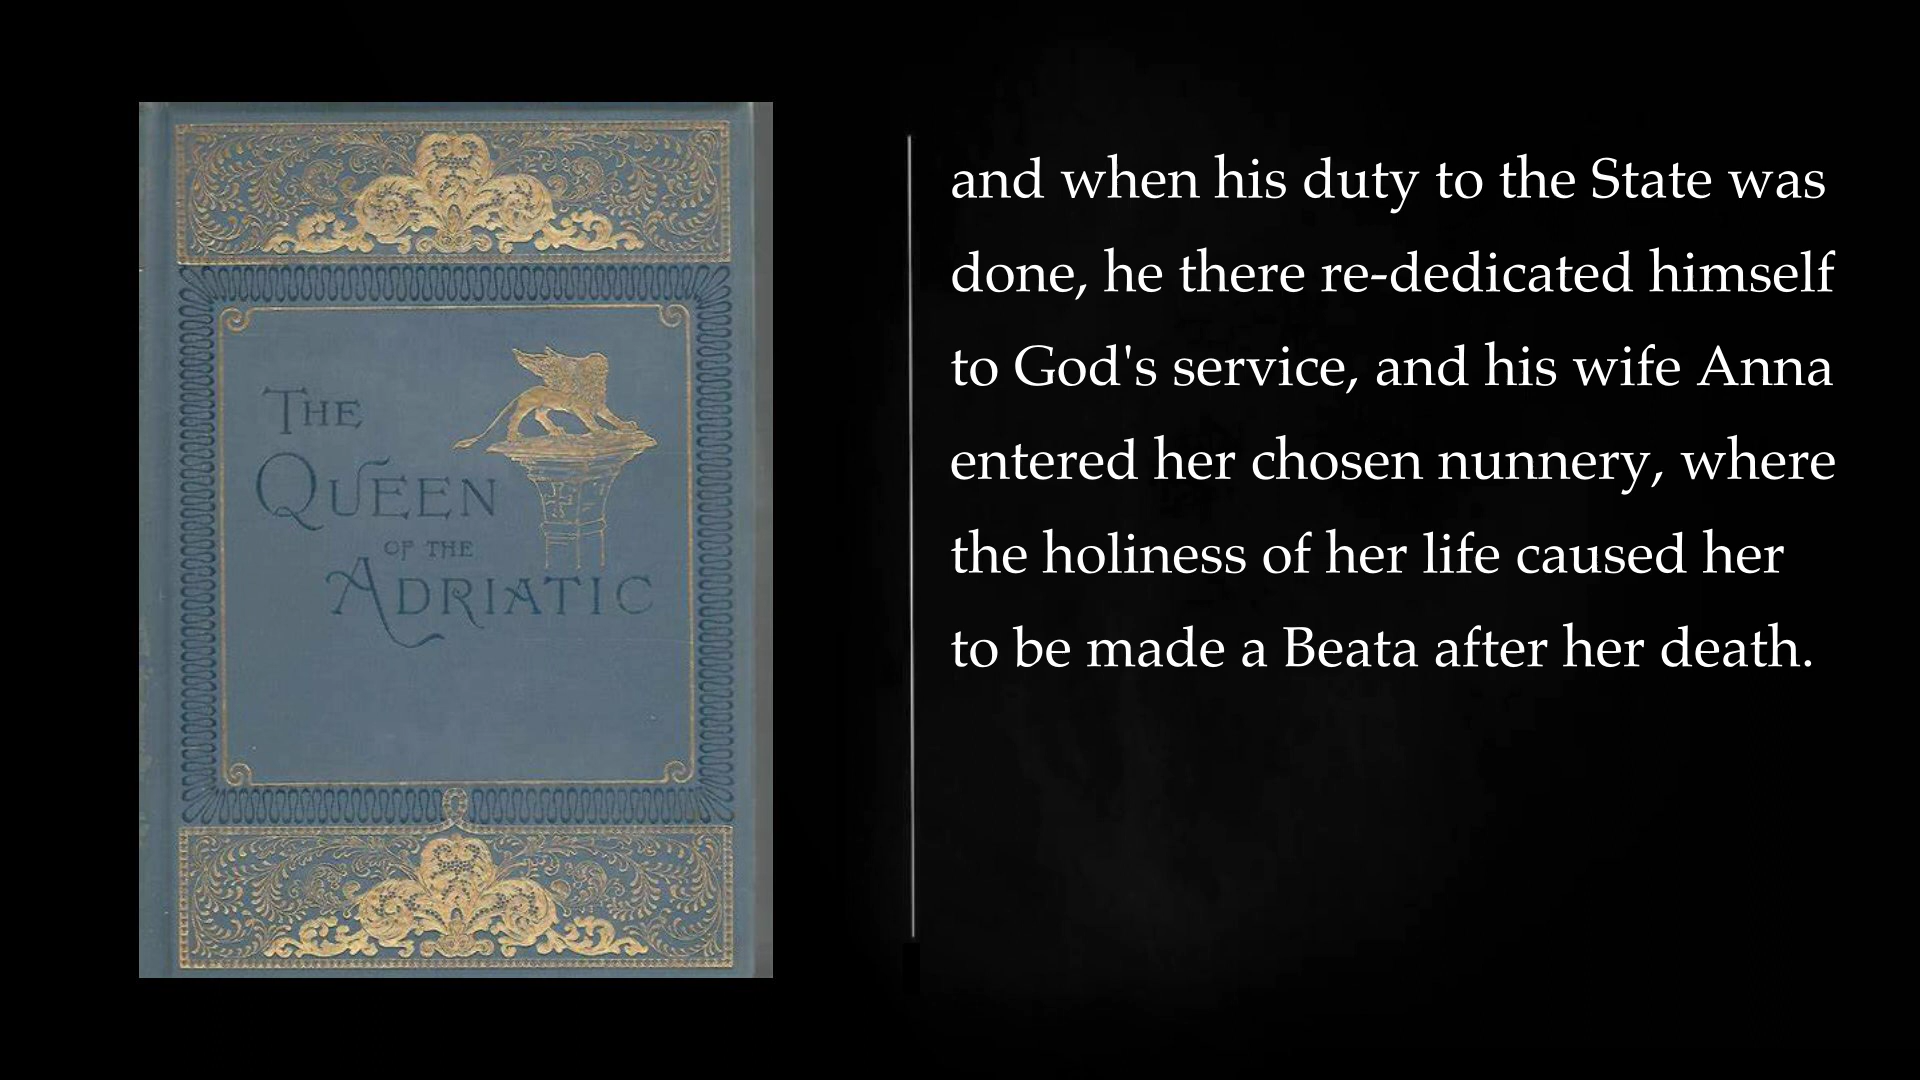 THE
QUEEN
OF THE
ADRIATIC
and when his duty to the State was
done, he there re-dedicated himself
to God's service, and his wife Anna
entered her chosen nunnery, where
the holiness of her life caused her
to be made a Beata after her death.